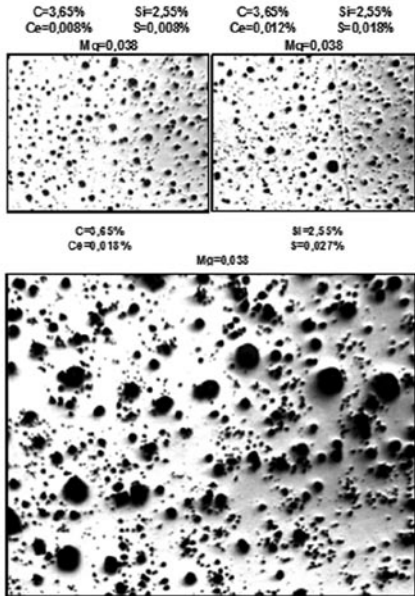 C=3,65% Si=2,55%
Ce=0,008% S=0,008%
Mg=0,038
C=3,65% Si=2,55%
Ce=0,012% S=0,018%
Mg=0,038
C=3,65% Si=2,55%
Ce=0,018% S=0,027%
Mg=0,038